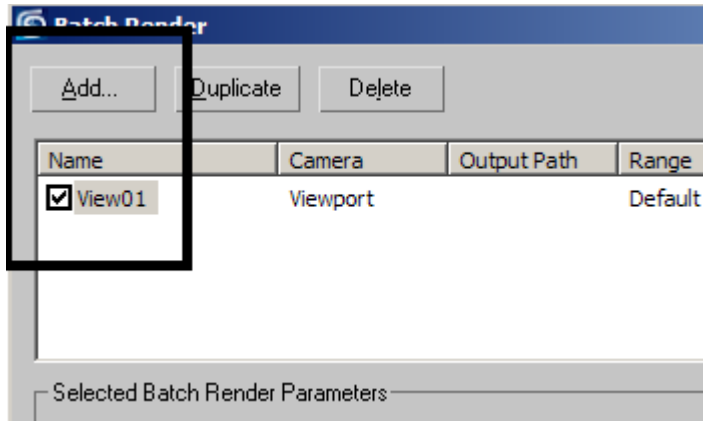 Batch Render
Add... Duplicate Delete
Name Camera Output Path Range
View01 Viewport Default
Selected Batch Render Parameters